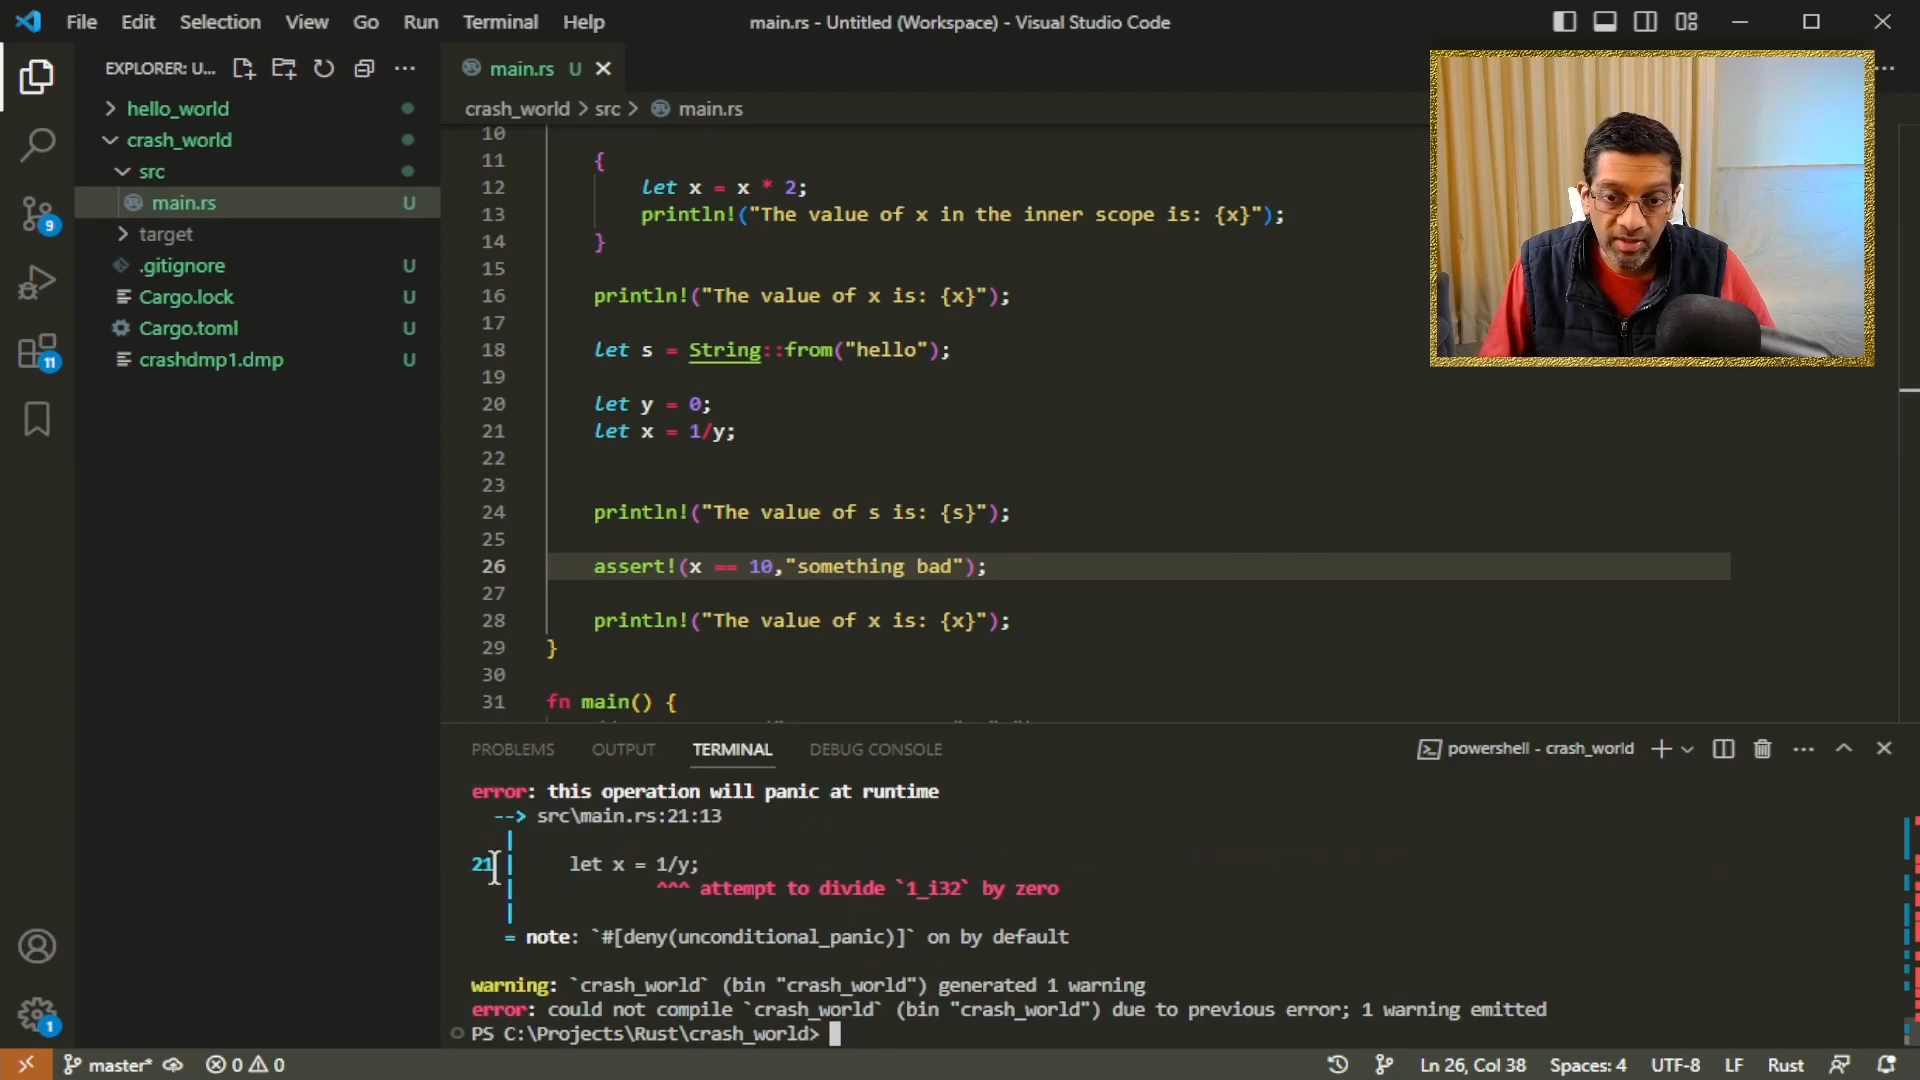 File Edit Selection View Go Run Terminal Help
main.rs - Untitled (Workspace) - Visual Studio Code
EXPLORER: U...
hello_world
crash_world
src
main.rs U
target
.gitignore U
Cargo.lock U
Cargo.toml U
crashdmp1.dmp U
9
11
1
main.rs U
crash_world > src > main.rs
10
11 {
12 let x = x * 2;
13 println!("The value of x in the inner scope is: {x}");
14 }
15
16 println!("The value of x is: {x}");
17
18 let s = String::from("hello");
19
20 let y = 0;
21 let x = 1/y;
22
23
24 println!("The value of s is: {s}");
25
26 assert!(x == 10,"something bad");
27
28 println!("The value of x is: {x}");
29 }
30
31 fn main() {
PROBLEMS OUTPUT TERMINAL DEBUG CONSOLE
powershell - crash_world
error: this operation will panic at runtime
--> src\main.rs:21:13
|
21 | let x = 1/y;
| ^^^ attempt to divide `1_i32` by zero
|
= note: `#[deny(unconditional_panic)]` on by default
warning: `crash_world` (bin "crash_world") generated 1 warning
error: could not compile `crash_world` (bin "crash_world") due to previous error; 1 warning emitted
PS C:\Projects\Rust\crash_world>
master* 0 0
Ln 26, Col 38 Spaces: 4 UTF-8 LF Rust